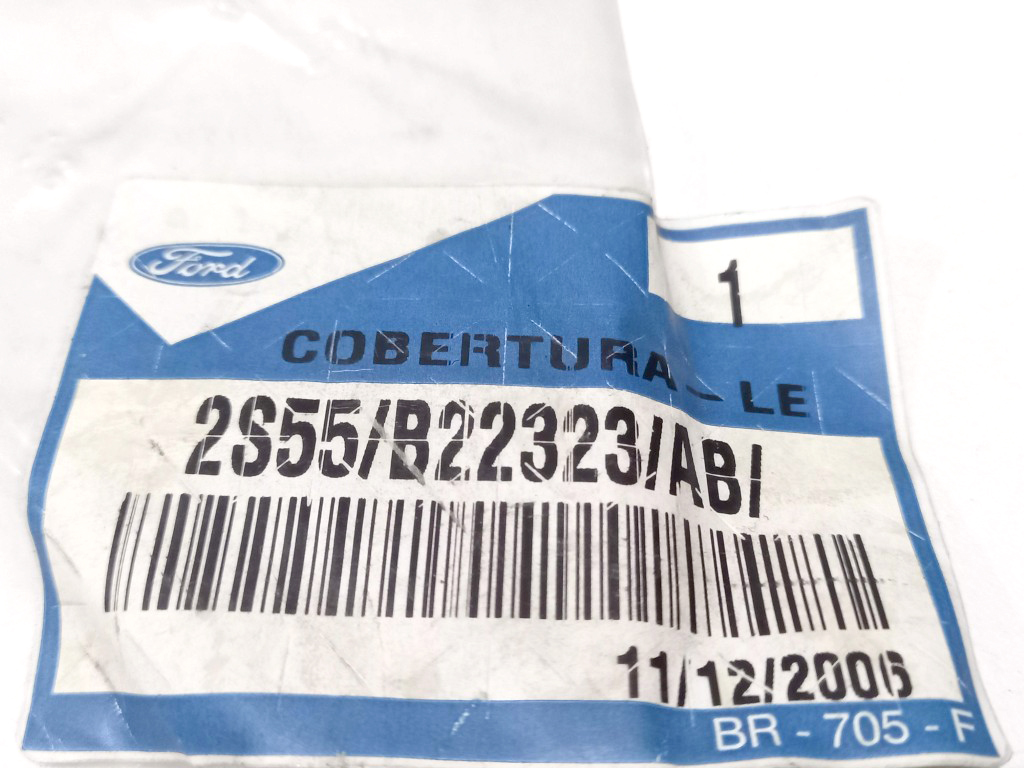 Ford
1
COBERTURA - LE
2S55/B22323/AB/
11/12/2006
BR - 705 - F